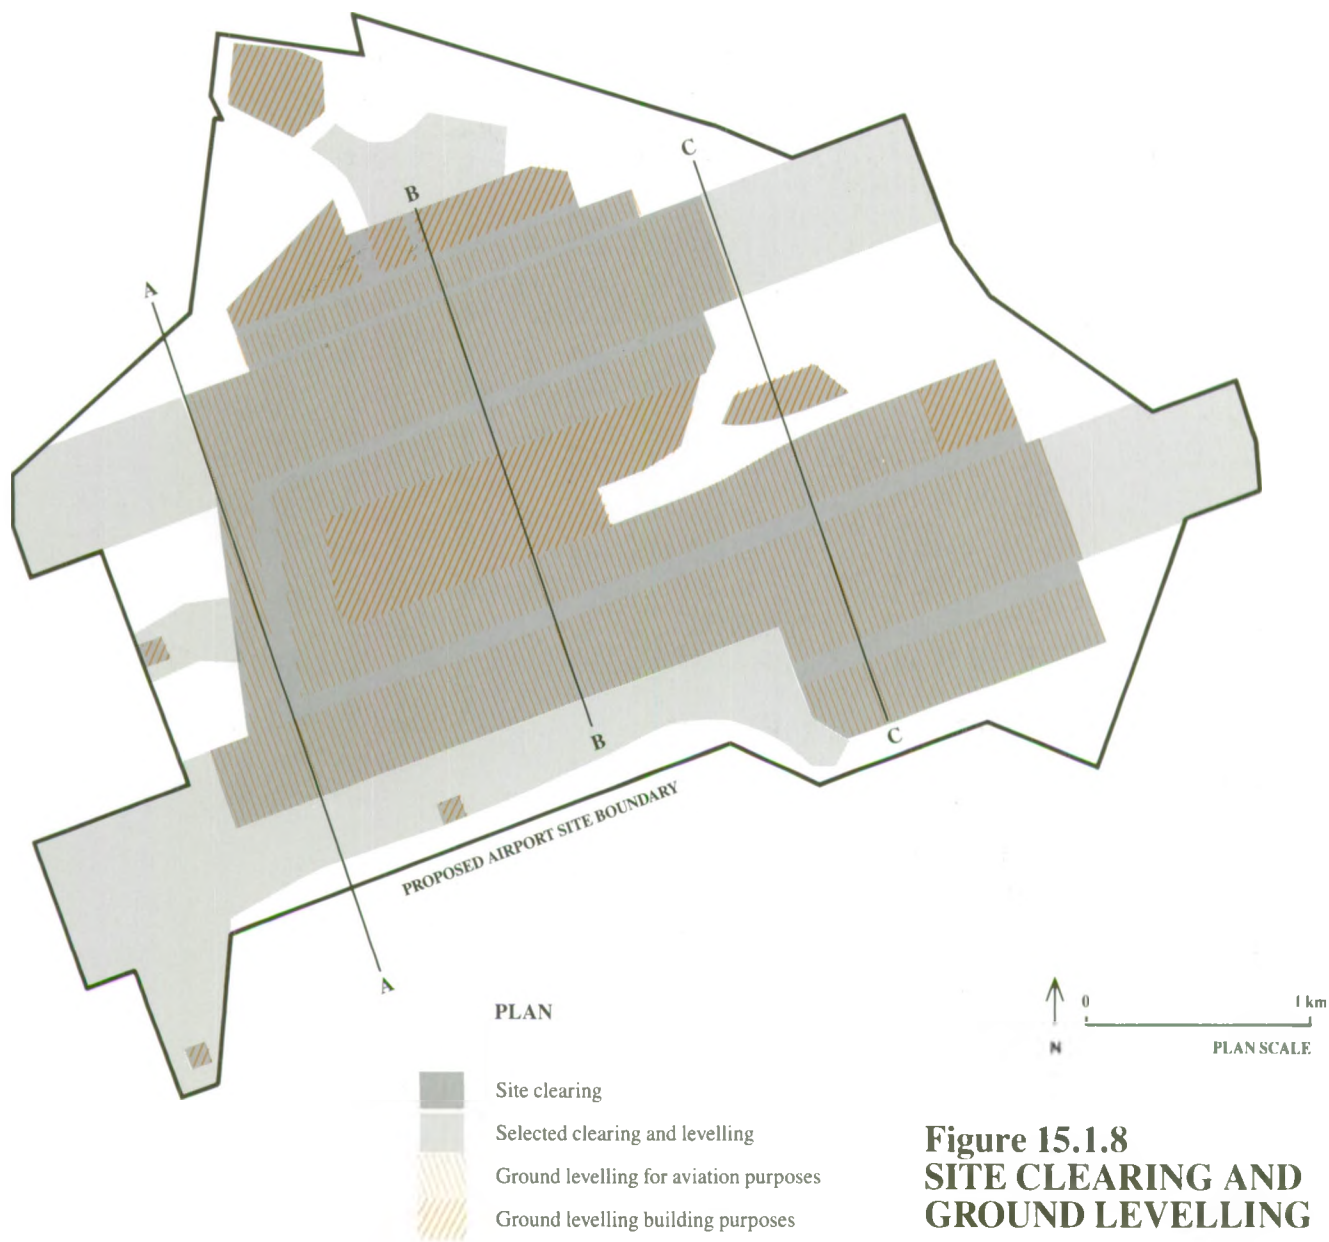 C
B
A
B
C
PROPOSED AIRPORT SITE BOUNDARY
A
PLAN
0 1 km
N
PLAN SCALE
Site clearing
Selected clearing and levelling
Ground levelling for aviation purposes
Ground levelling building purposes
Figure 15.1.8
SITE CLEARING AND
GROUND LEVELLING